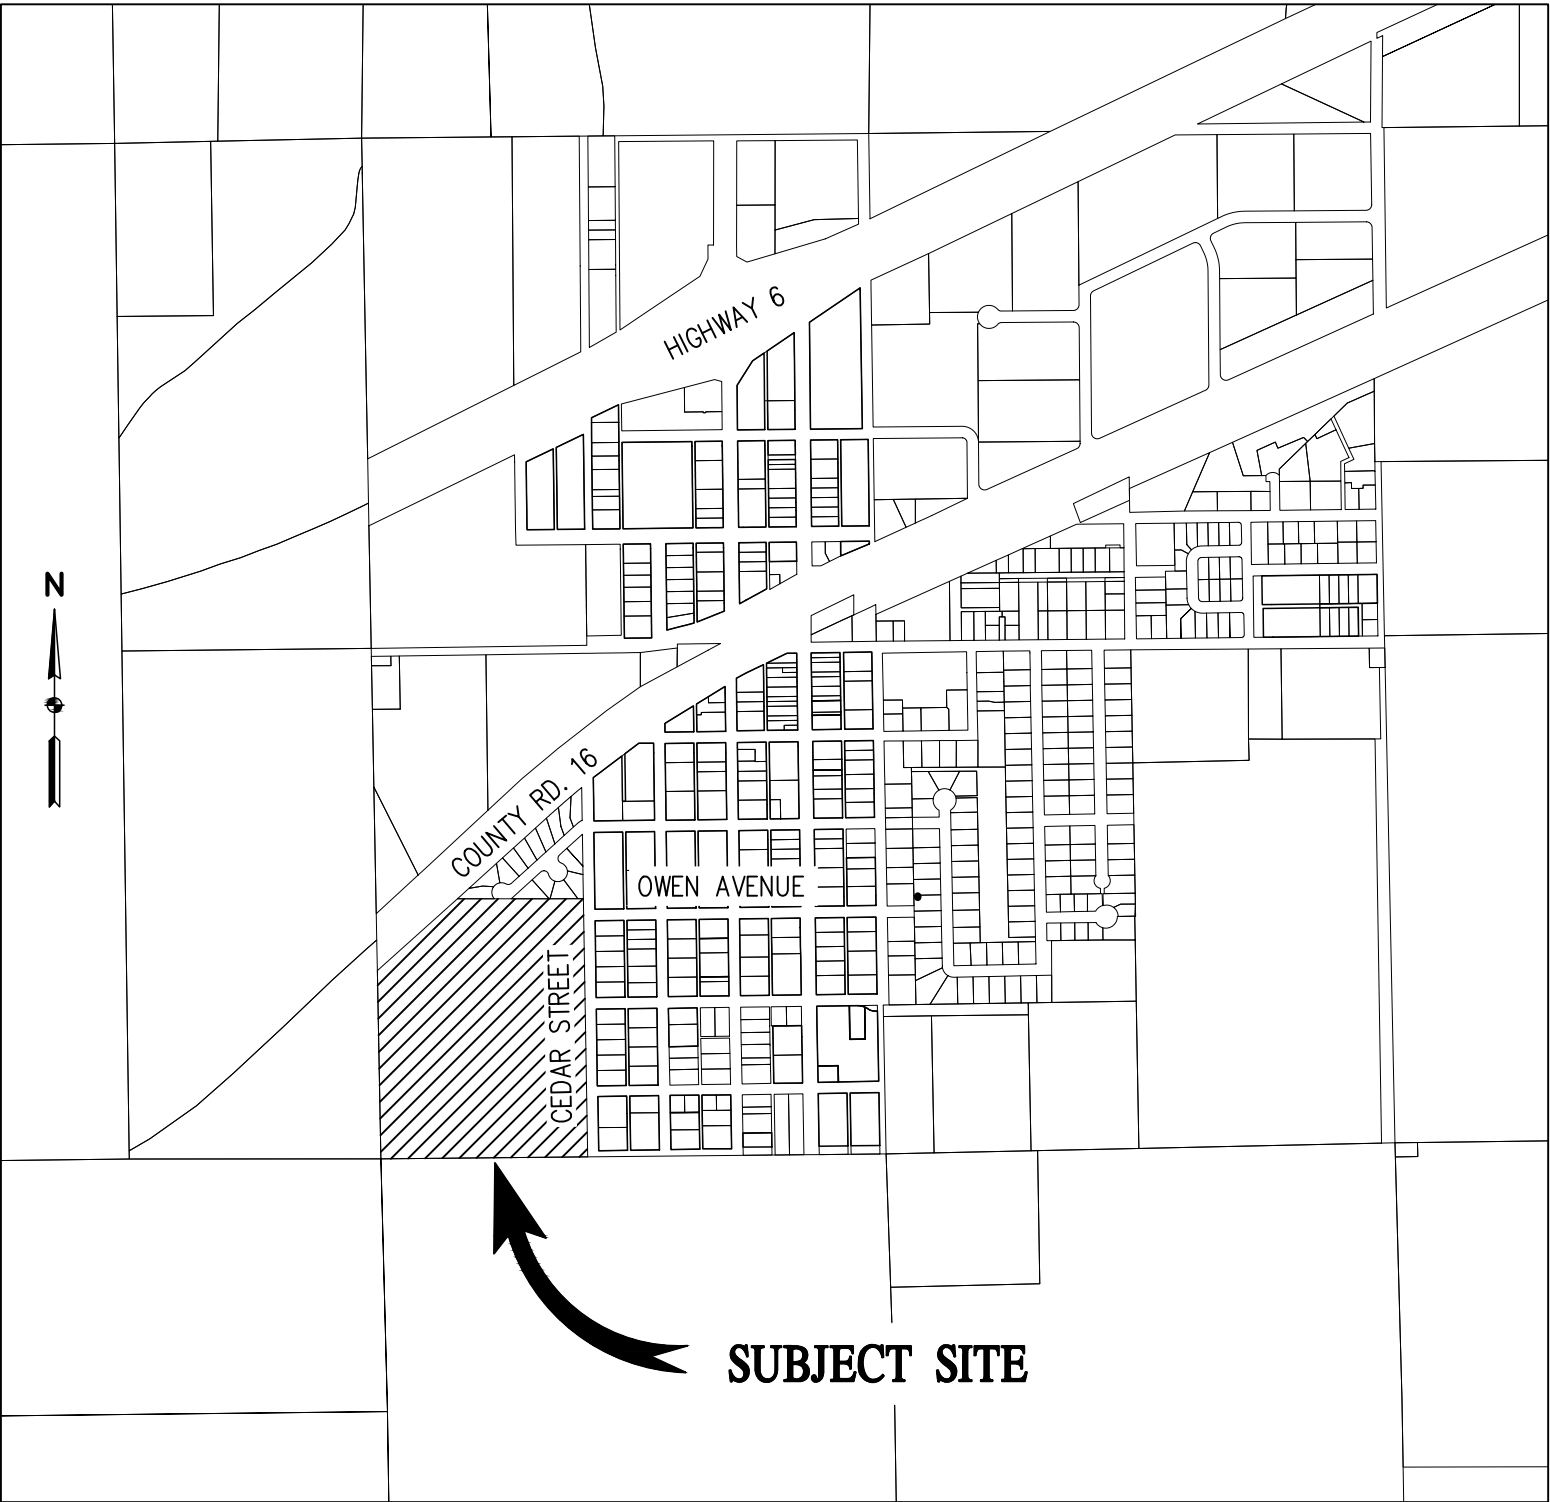 HIGHWAY 6
N
COUNTY RD. 16
OWEN AVENUE
CEDAR STREET
SUBJECT SITE